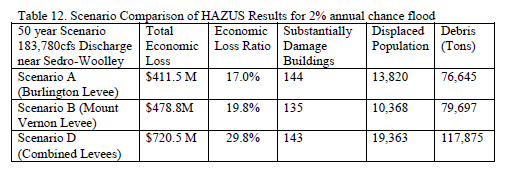 Table 12. Scenario Comparison of HAZUS Results for 2% annual chance flood
50 year Scenario Total Economic Substantially Displaced Debris
183,780cfs Discharge Economic Loss Ratio Damage Population (Tons)
near Sedro-Woolley Loss Buildings
Scenario A $411.5 M 17.0% 144 13,820 76,645
(Burlington Levee)
Scenario B (Mount $478.8M 19.8% 135 10,368 79,697
Vernon Levee)
Scenario D $720.5 M 29.8% 143 19,363 117,875
(Combined Levees)